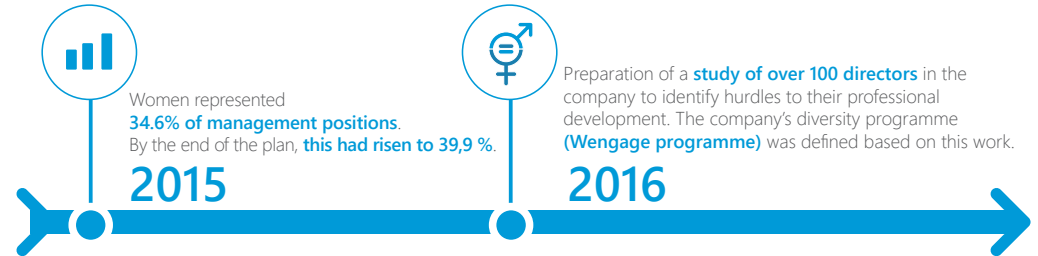 Women represented
34.6% of management positions.
By the end of the plan, this had risen to 39,9 %.
2015
Preparation of a study of over 100 directors in the
company to identify hurdles to their professional
development. The company’s diversity programme
(Wengage programme) was defined based on this work.
2016